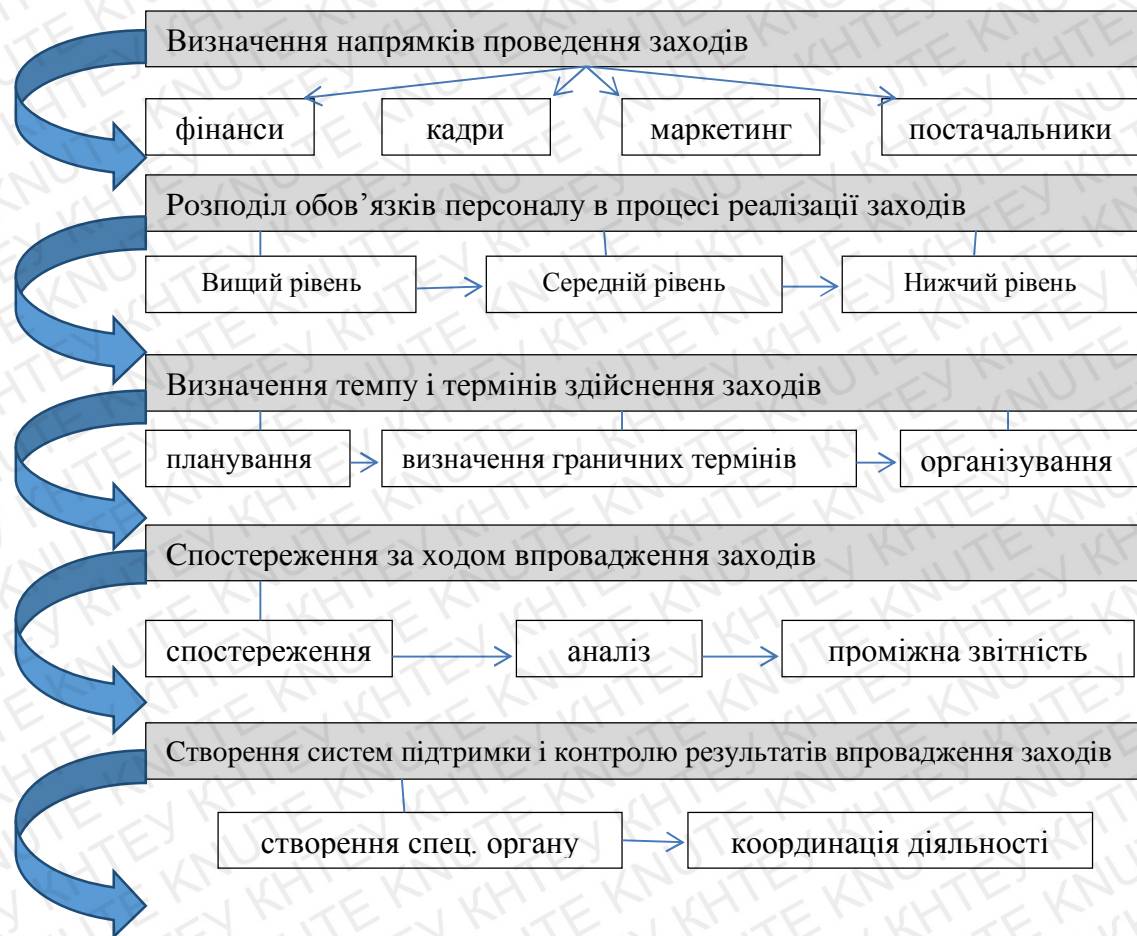 Визначення напрямків проведення заходів
фінанси
кадри
маркетинг
постачальники
Розподіл обов’язків персоналу в процесі реалізації заходів
Вищий рівень
Середній рівень
Нижчий рівень
Визначення темпу і термінів здійснення заходів
планування
визначення граничних термінів
організування
Спостереження за ходом впровадження заходів
спостереження
аналіз
проміжна звітність
Створення систем підтримки і контролю результатів впровадження заходів
створення спец. органу
координація діяльності